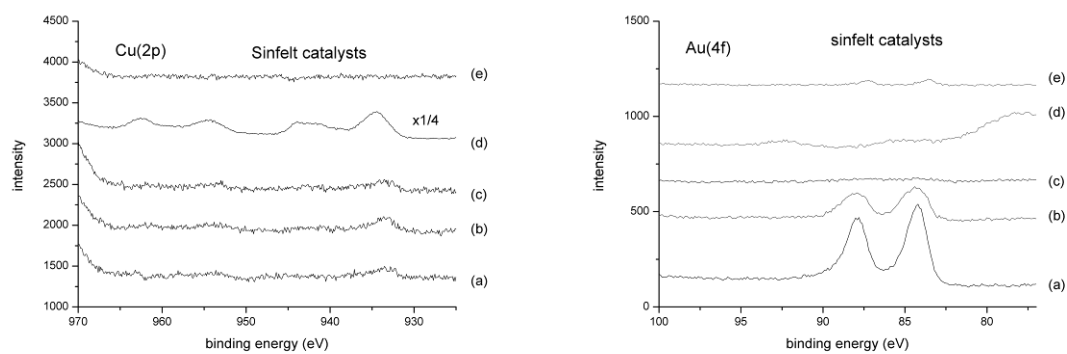 4500
4000
3500
3000
2500
2000
1500
1000
970
960
950
940
930
intensity
binding energy (eV)
Cu(2p)
Sinfelt catalysts
(e)
x1/4
(d)
(c)
(b)
(a)
1500
1000
500
0
100
95
90
85
80
intensity
binding energy (eV)
Au(4f)
sinfelt catalysts
(e)
(d)
(c)
(b)
(a)